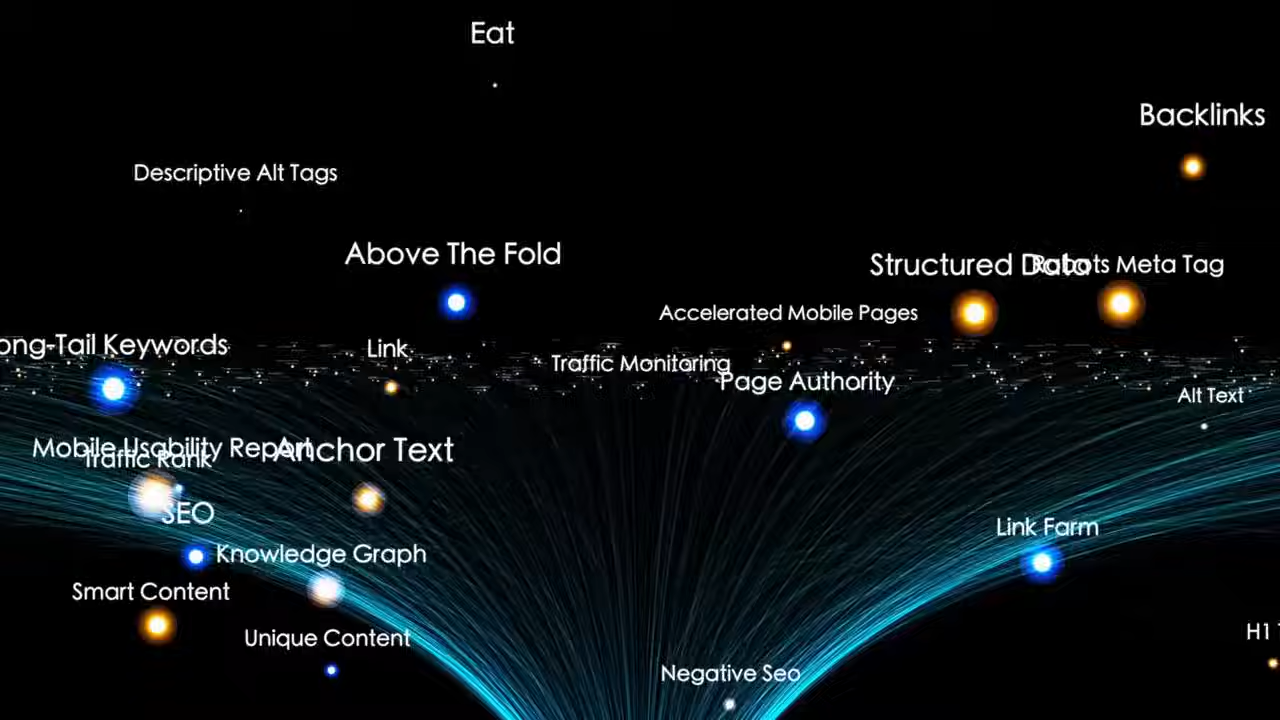 Eat
Backlinks
Descriptive Alt Tags
Above The Fold
Structured Data
Robots Meta Tag
Accelerated Mobile Pages
ong-Tail Keywords
Link
Traffic Monitoring
Page Authority
Alt Text
Mobile Usability Report
Anchor Text
Traffic Rank
SEO
Link Farm
Knowledge Graph
Smart Content
H1
Unique Content
Negative Seo